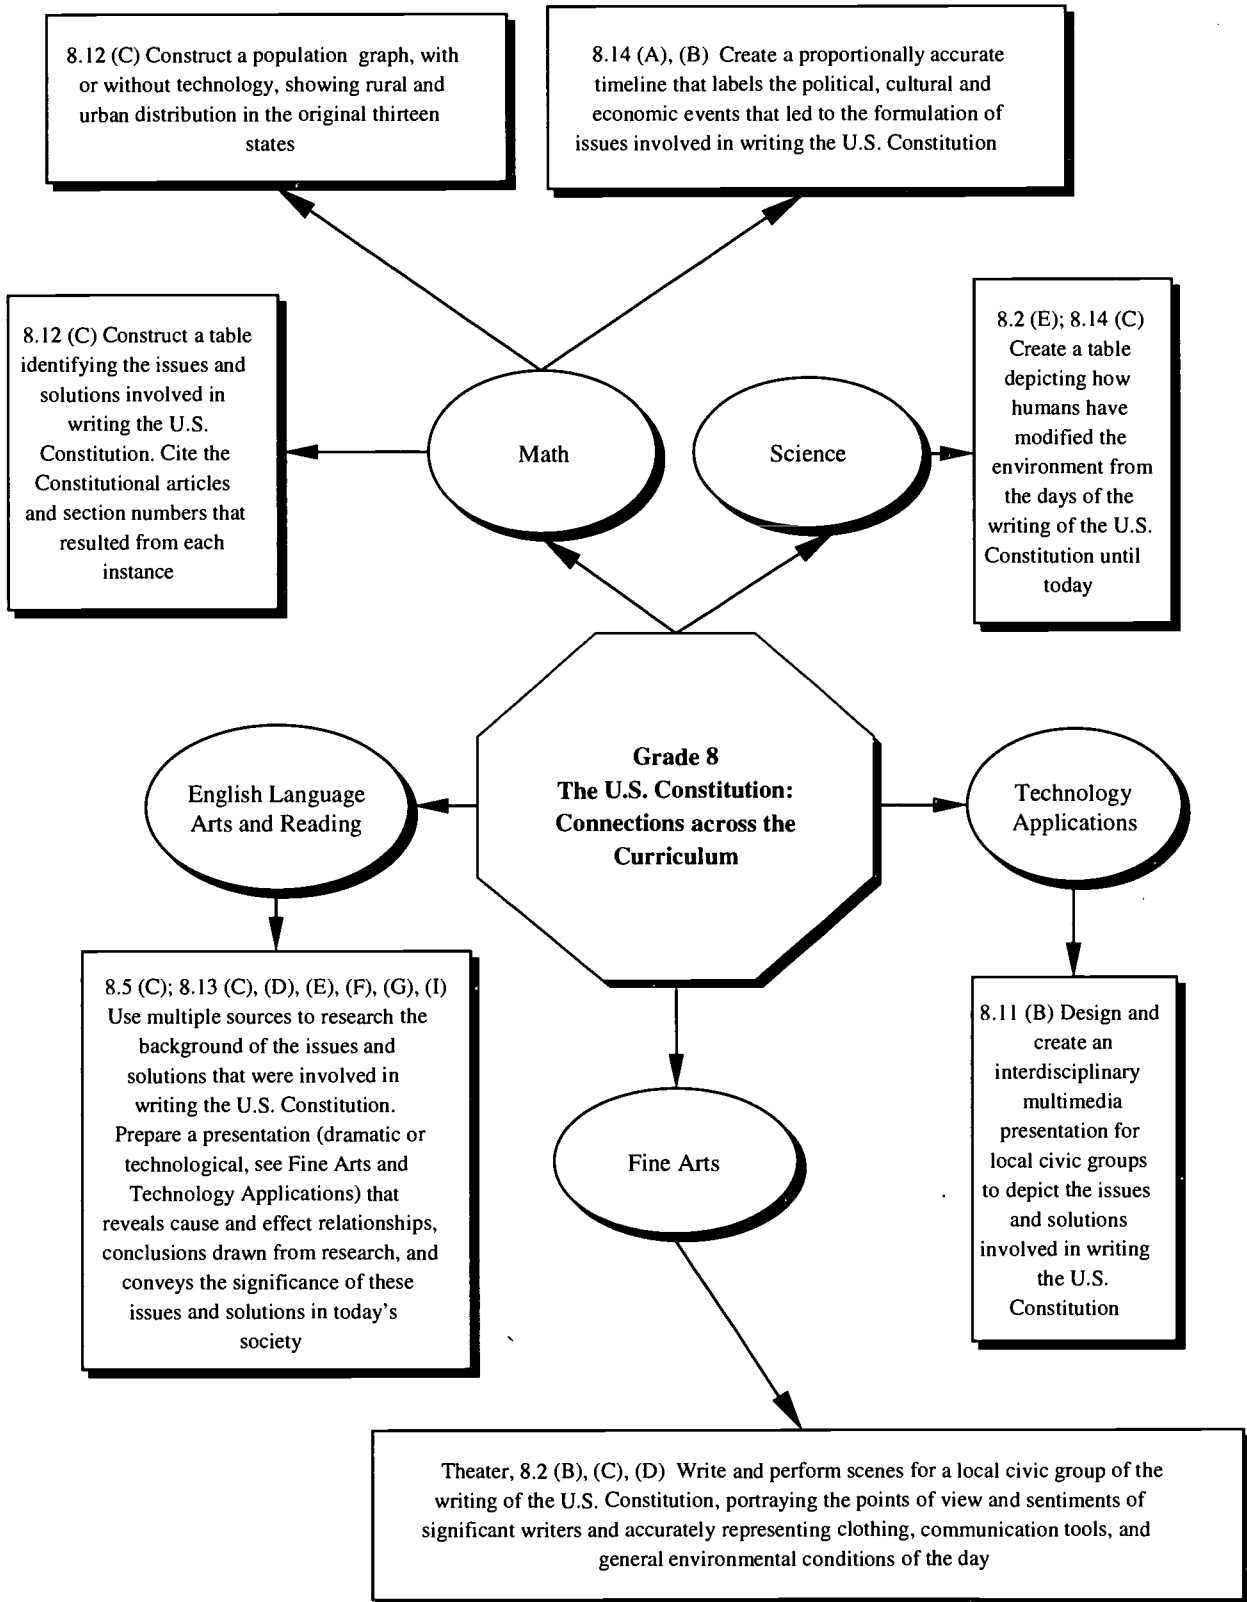 8.12 (C) Construct a population graph, with
or without technology, showing rural and
urban distribution in the original thirteen
states
8.14 (A), (B) Create a proportionally accurate
timeline that labels the political, cultural and
economic events that led to the formulation of
issues involved in writing the U.S. Constitution
8.12 (C) Construct a table
identifying the issues and
solutions involved in
writing the U.S.
Constitution. Cite the
Constitutional articles
and section numbers that
resulted from each
instance
Math
Science
8.2 (E); 8.14 (C)
Create a table
depicting how
humans have
modified the
environment from
the days of the
writing of the U.S.
Constitution until
today
Grade 8
The U.S. Constitution:
Connections across the
Curriculum
English Language
Arts and Reading
Technology
Applications
8.5 (C); 8.13 (C), (D), (E), (F), (G), (I)
Use multiple sources to research the
background of the issues and
solutions that were involved in
writing the U.S. Constitution.
Prepare a presentation (dramatic or
technological, see Fine Arts and
Technology Applications) that
reveals cause and effect relationships,
conclusions drawn from research, and
conveys the significance of these
issues and solutions in today's
society
Fine Arts
8.11 (B) Design and
create an
interdisciplinary
multimedia
presentation for
local civic groups
to depict the issues
and solutions
involved in writing
the U.S.
Constitution
Theater, 8.2 (B), (C), (D) Write and perform scenes for a local civic group of the
writing of the U.S. Constitution, portraying the points of view and sentiments of
significant writers and accurately representing clothing, communication tools, and
general environmental conditions of the day